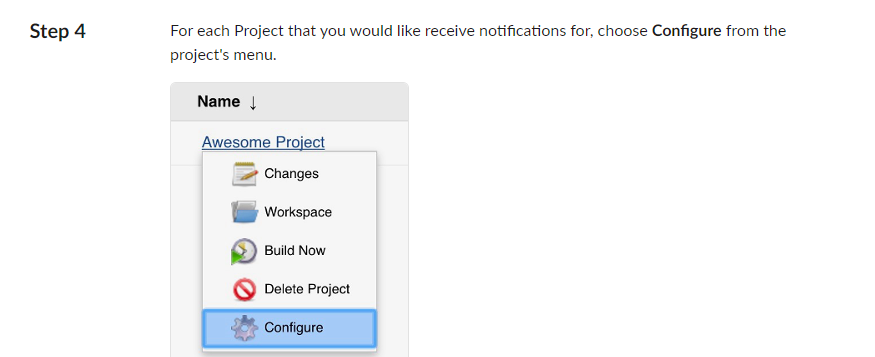 Step 4
For each Project that you would like receive notifications for, choose Configure from the
project's menu.
Name ↓
Awesome Project
Changes
Workspace
Build Now
Delete Project
Configure